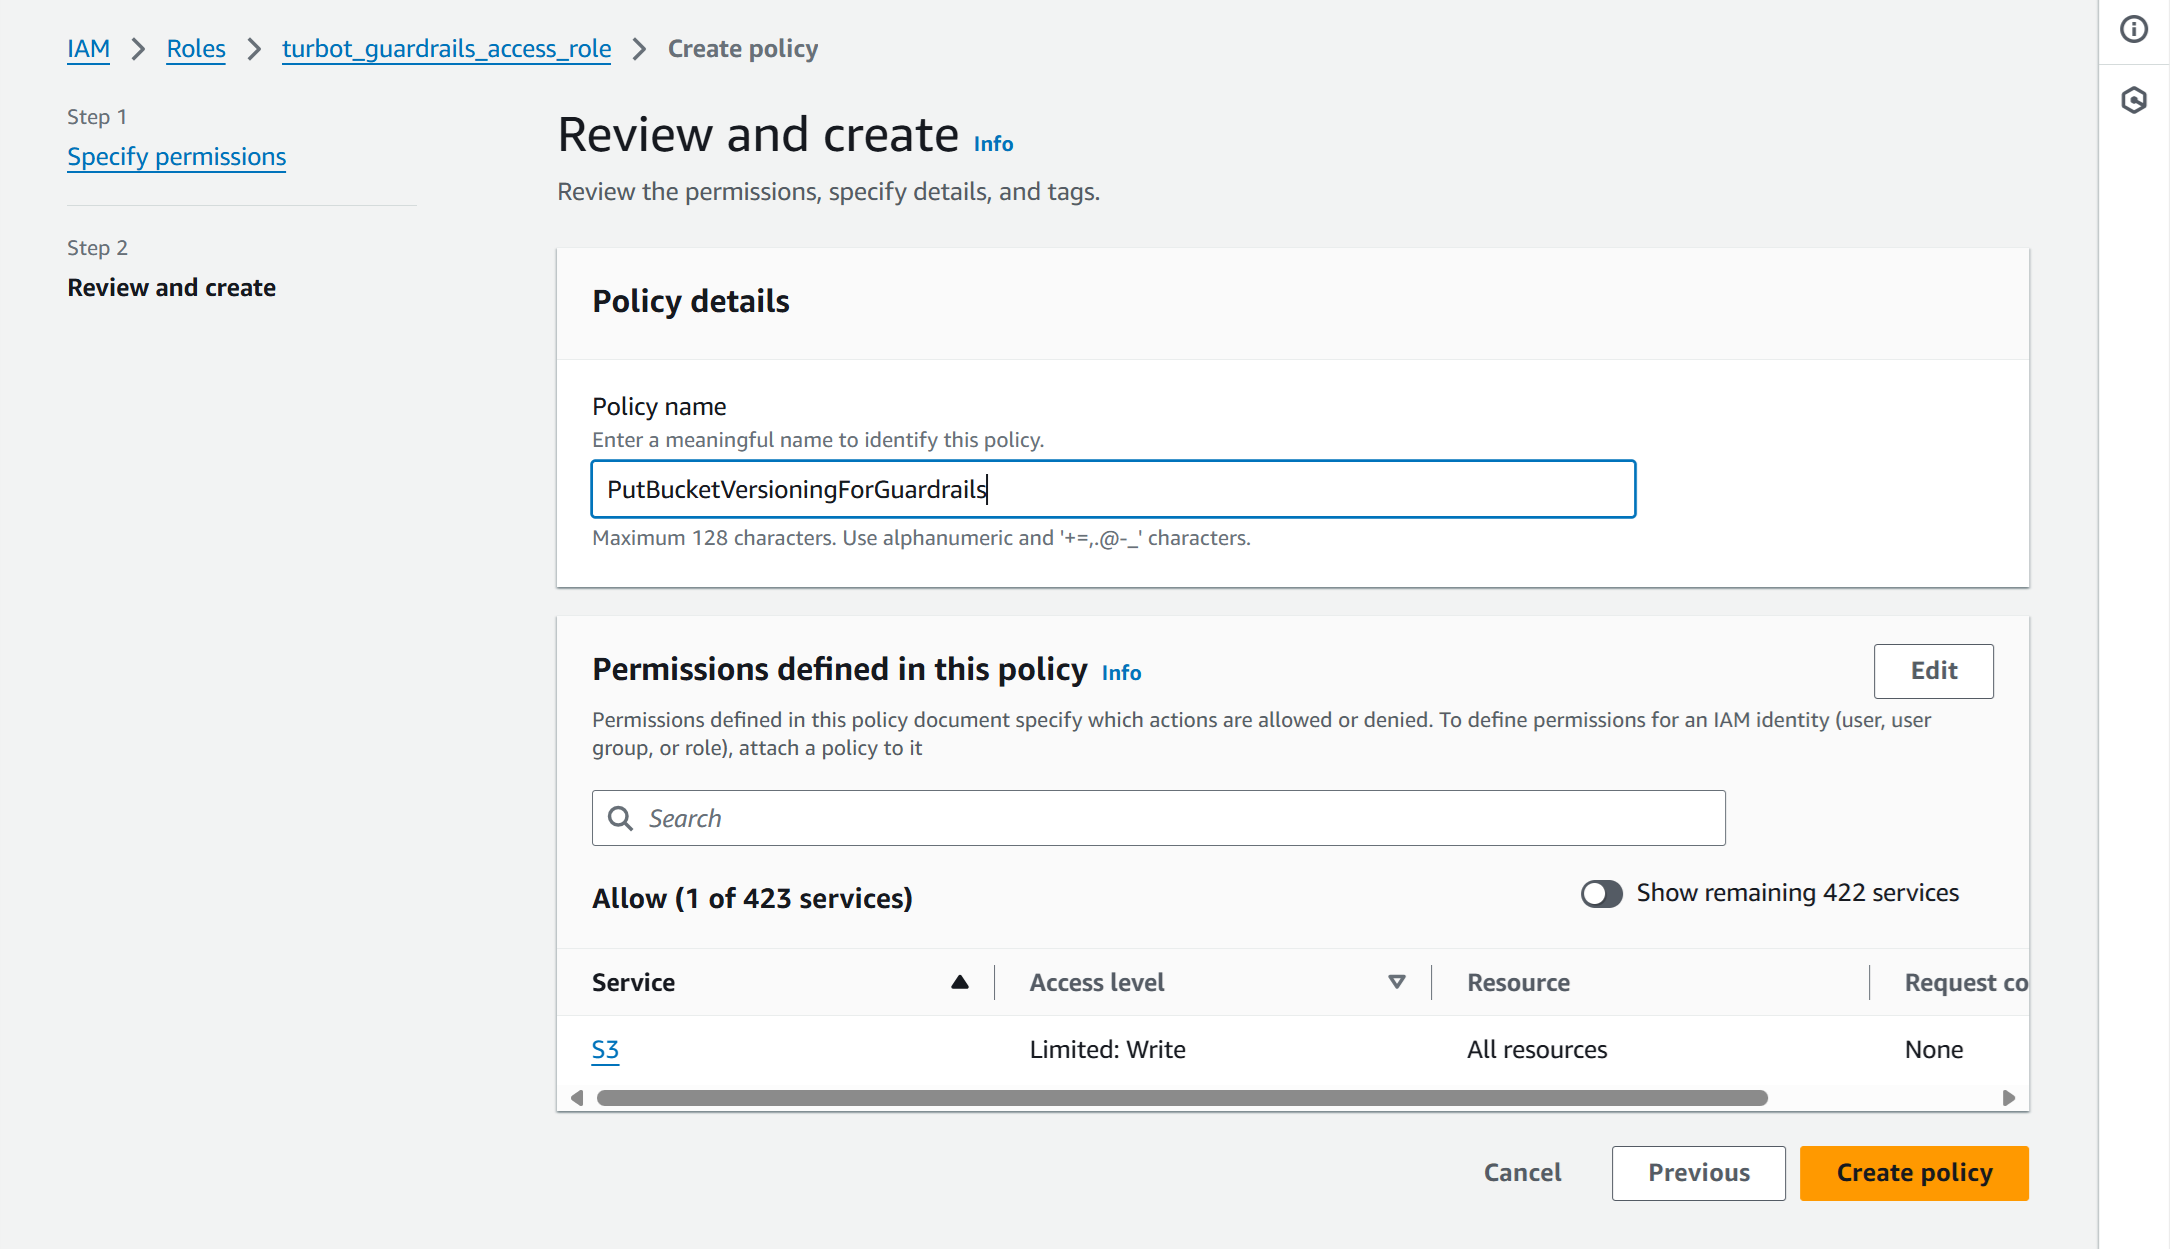 IAM > Roles > turbot_guardrails_access_role > Create policy
Step 1
Specify permissions
Step 2
Review and create
Review and create Info
Review the permissions, specify details, and tags.
Policy details
Policy name
Enter a meaningful name to identify this policy.
PutBucketVersioningForGuardrails
Maximum 128 characters. Use alphanumeric and '+=,.@-_' characters.
Permissions defined in this policy Info
Edit
Permissions defined in this policy document specify which actions are allowed or denied. To define permissions for an IAM identity (user, user
group, or role), attach a policy to it
Search
Allow (1 of 423 services)
Show remaining 422 services
Service Access level Resource Request co
S3 Limited: Write All resources None
Cancel Previous Create policy